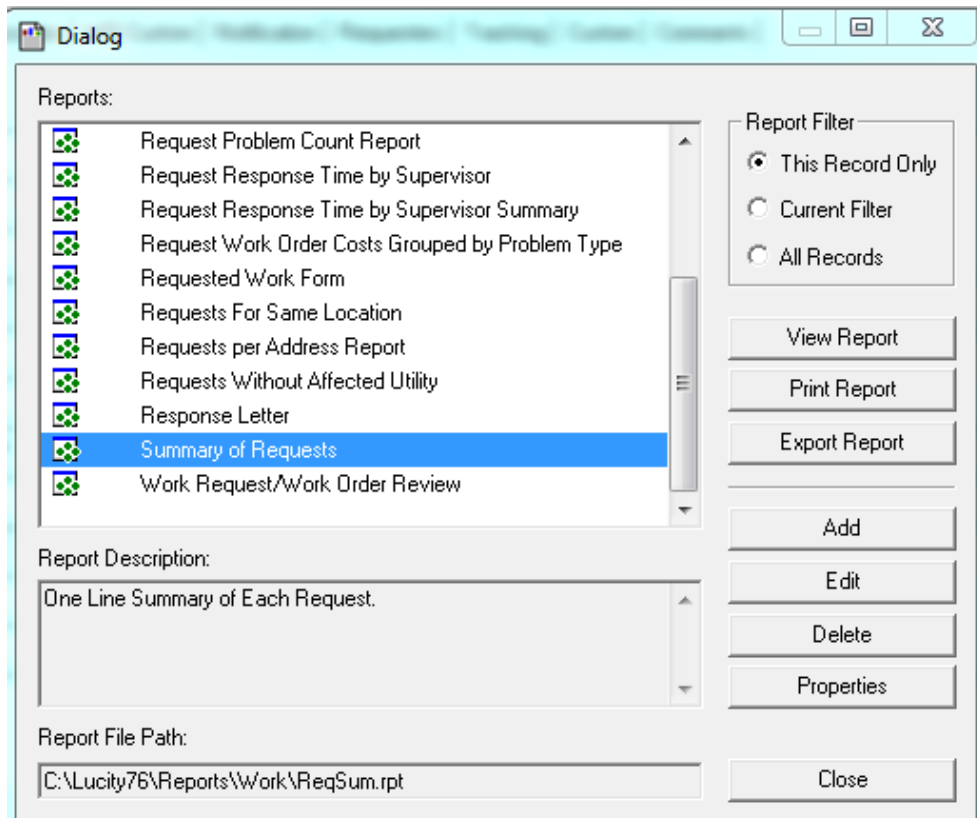 Dialog
Reports:
Request Problem Count Report
Request Response Time by Supervisor
Request Response Time by Supervisor Summary
Request Work Order Costs Grouped by Problem Type
Requested Work Form
Requests For Same Location
Requests per Address Report
Requests Without Affected Utility
Response Letter
Summary of Requests
Work Request/Work Order Review
Report Filter
This Record Only
Current Filter
All Records
View Report
Print Report
Export Report
Add
Edit
Delete
Properties
Report Description:
One Line Summary of Each Request.
Report File Path:
C:\Lucity76\Reports\Work\ReqSum.rpt
Close